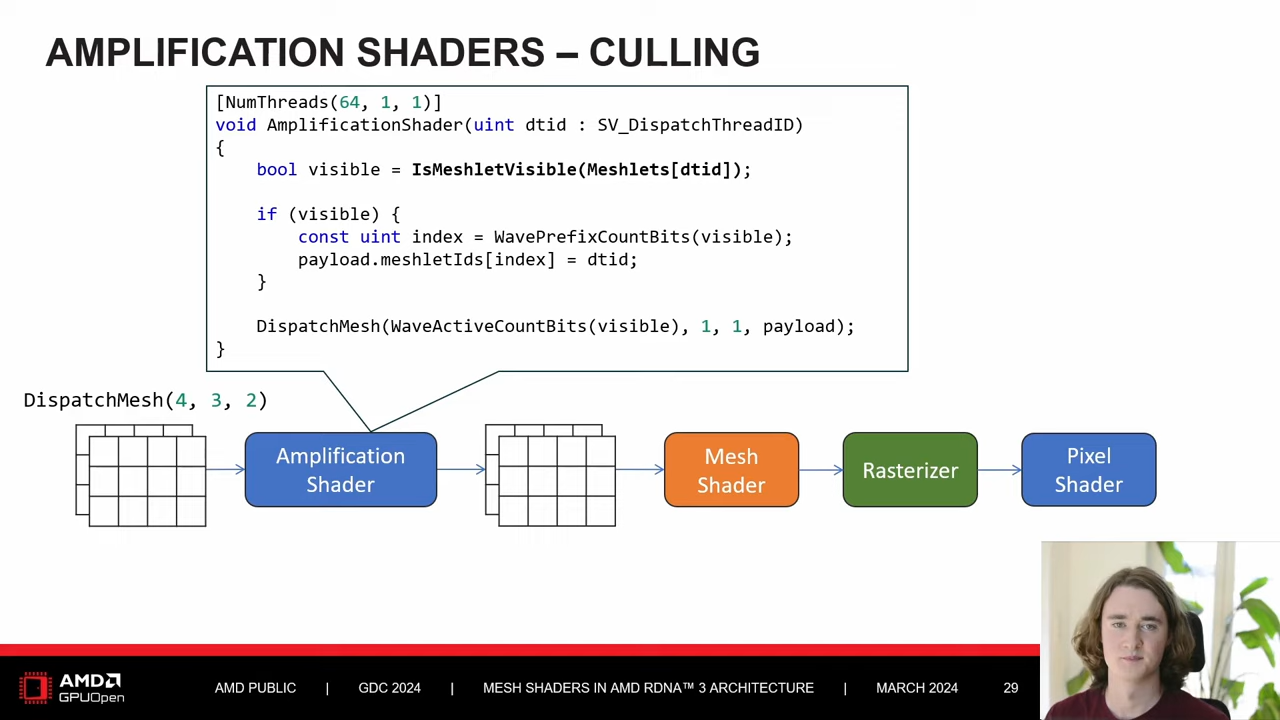 AMPLIFICATION SHADERS – CULLING
[NumThreads(64, 1, 1)]
void AmplificationShader(uint dtid : SV_DispatchThreadID)
{
    bool visible = IsMeshletVisible(Meshlets[dtid]);
    if (visible) {
        const uint index = WavePrefixCountBits(visible);
        payload.meshletIds[index] = dtid;
    }
    DispatchMesh(WaveActiveCountBits(visible), 1, 1, payload);
}
DispatchMesh(4, 3, 2)
Amplification
Shader
Mesh
Shader
Rasterizer
Pixel
Shader
AMD
GPUOpen
AMD PUBLIC | GDC 2024 | MESH SHADERS IN AMD RDNA™ 3 ARCHITECTURE | MARCH 2024 29